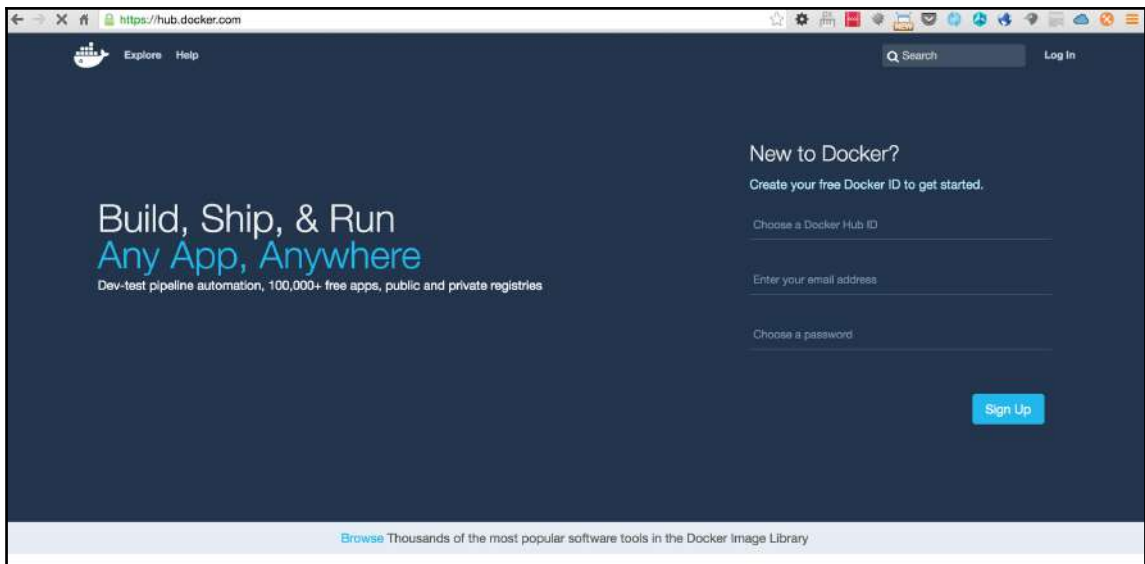 https://hub.docker.com
Explore Help
Search
Log In
New to Docker?
Create your free Docker ID to get started.
Choose a Docker Hub ID
Enter your email address
Choose a password
Sign Up
Build, Ship, & Run
Any App, Anywhere
Dev-test pipeline automation, 100,000+ free apps, public and private registries
Browse Thousands of the most popular software tools in the Docker Image Library